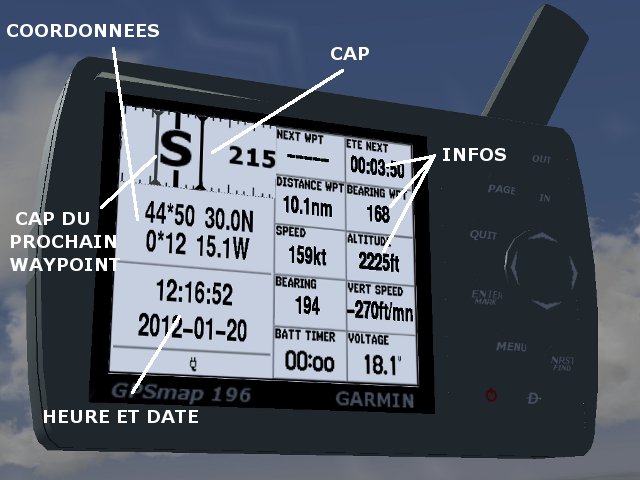 COORDONNEES
CAP
INFOS
CAP DU
PROCHAIN
WAYPOINT
HEURE ET DATE
S
215
44*50 30.0N
0*12 15.1W
12:16:52
2012-01-20
NEXT WPT
-----
ETE NEXT
00:03:50
DISTANCE WPT
10.1nm
BEARING WPT
168
SPEED
159kt
ALTITUDE
2225ft
BEARING
194
VERT SPEED
-270ft/mn
BATT TIMER
00:00
VOLTAGE
18.1v
GPSmap 196
GARMIN
OUT
PAGE
IN
QUIT
ENTER
MARK
MENU
NRST
FIND
D